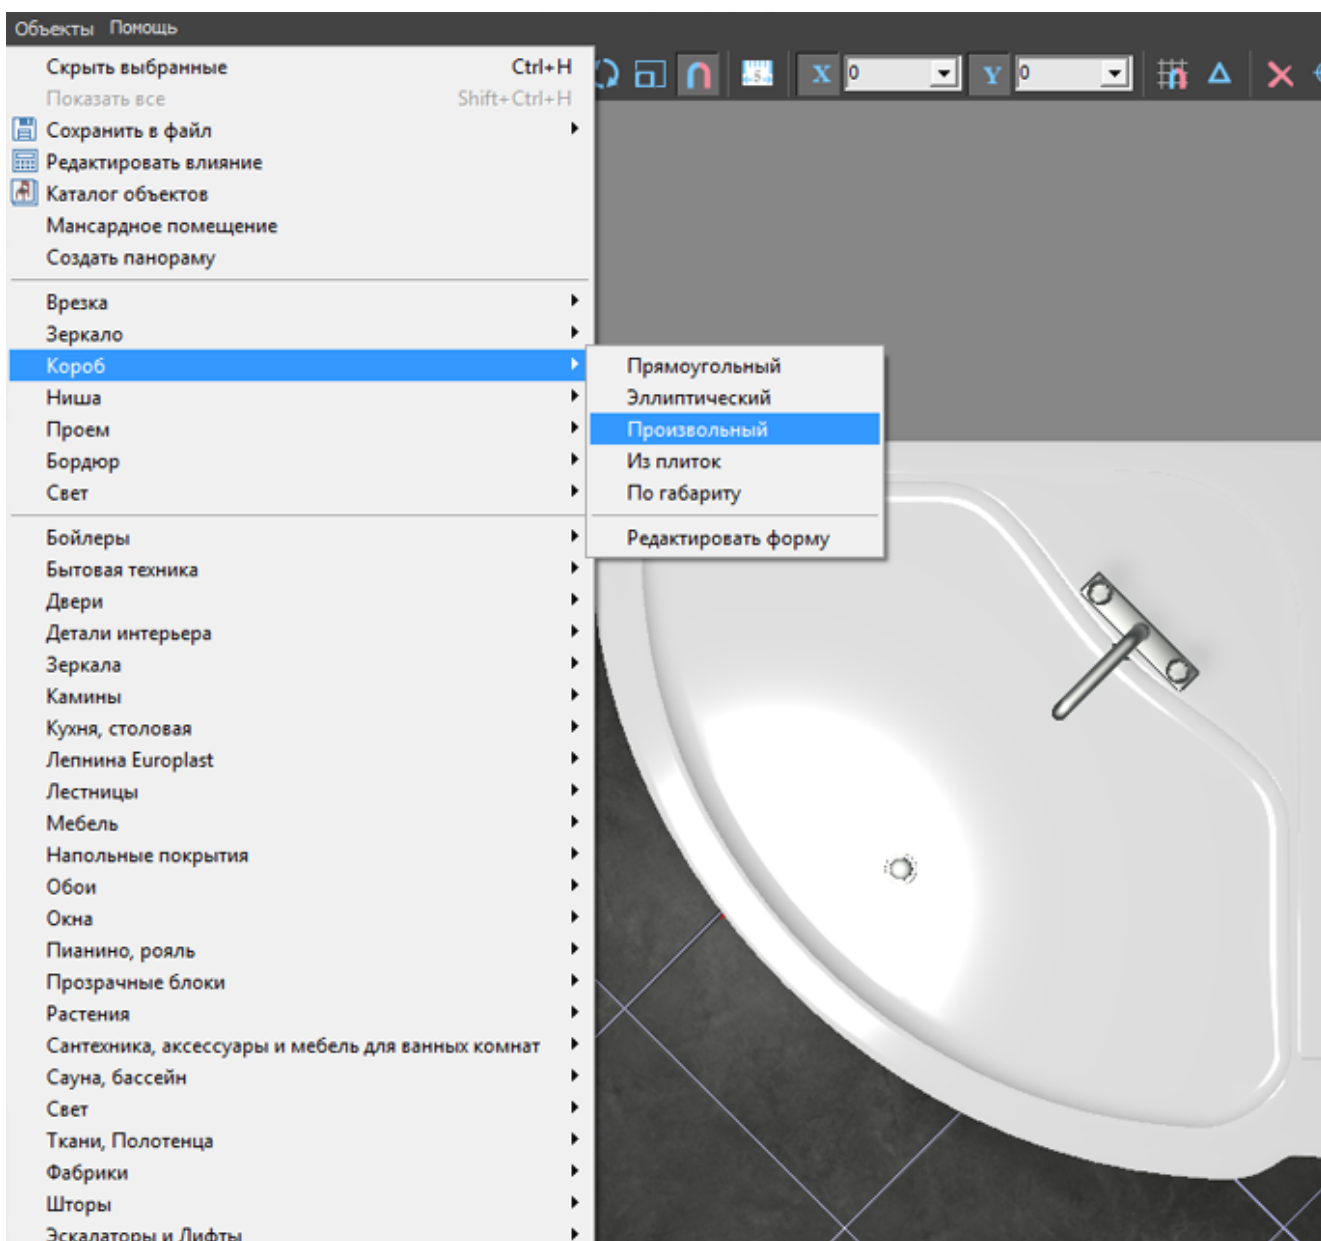 Объекты Помощь
Скрыть выбранные Ctrl+H
Показать все Shift+Ctrl+H
Сохранить в файл
Редактировать влияние
Каталог объектов
Мансардное помещение
Создать панораму
Врезка
Зеркало
Короб
Ниша
Проем
Бордюр
Свет
Бойлеры
Бытовая техника
Двери
Детали интерьера
Зеркала
Камины
Кухня, столовая
Лепнина Europlast
Лестницы
Мебель
Напольные покрытия
Обои
Окна
Пианино, рояль
Прозрачные блоки
Растения
Сантехника, аксессуары и мебель для ванных комнат
Сауна, бассейн
Свет
Ткани, Полотенца
Фабрики
Шторы
Эскалаторы и Лифты
Прямоугольный
Эллиптический
Произвольный
Из плиток
По габариту
Редактировать форму
5 X 0 Y 0